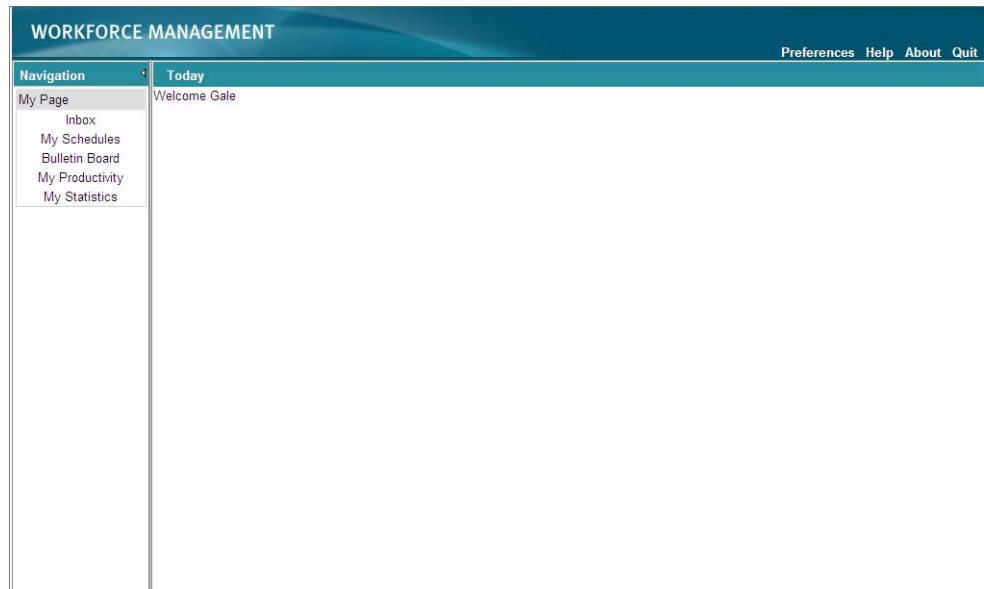 WORKFORCE MANAGEMENT
Preferences Help About Quit
Navigation
Today
My Page
Welcome Gale
Inbox
My Schedules
Bulletin Board
My Productivity
My Statistics